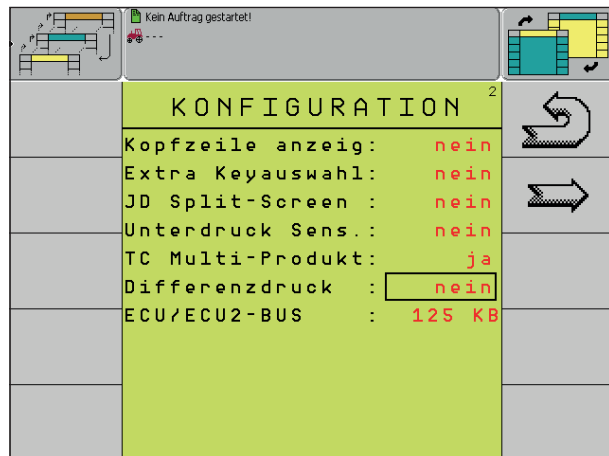 Kein Auftrag gestartet!
---
KONFIGURATION 2
Kopfzeile anzeig: nein
Extra Keyauswahl: nein
JD Split-Screen : nein
Unterdruck Sens.: nein
TC Multi-Produkt: ja
Differenzdruck : nein
ECU/ECU2-BUS : 125 KB